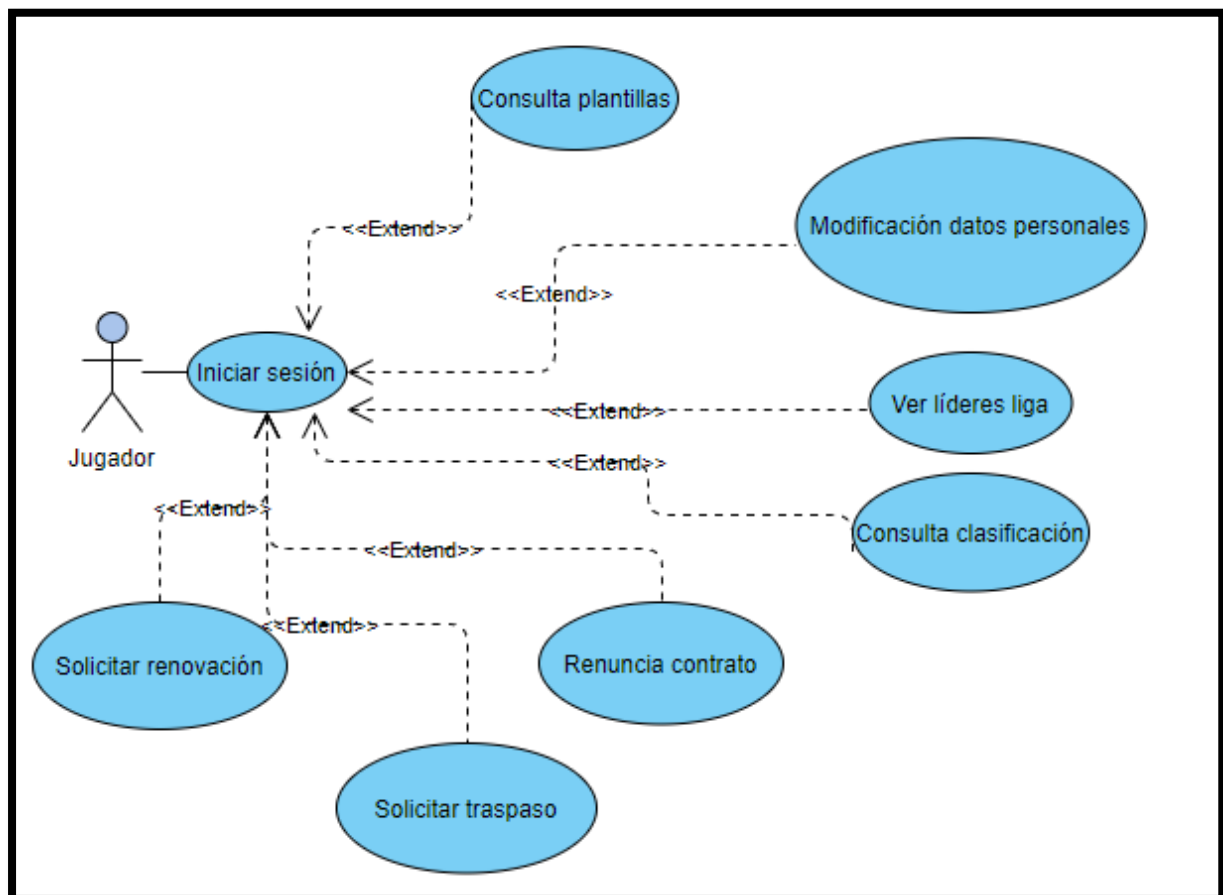 Consulta plantillas
<<Extend>>
Modificación datos personales
<<Extend>>
Iniciar sesión
Ver líderes liga
<<Extend>>
Jugador
<<Extend>>
Consulta clasificación
<<Extend>>
<<Extend>>
<<Extend>>
Solicitar renovación
Renuncia contrato
Solicitar traspaso